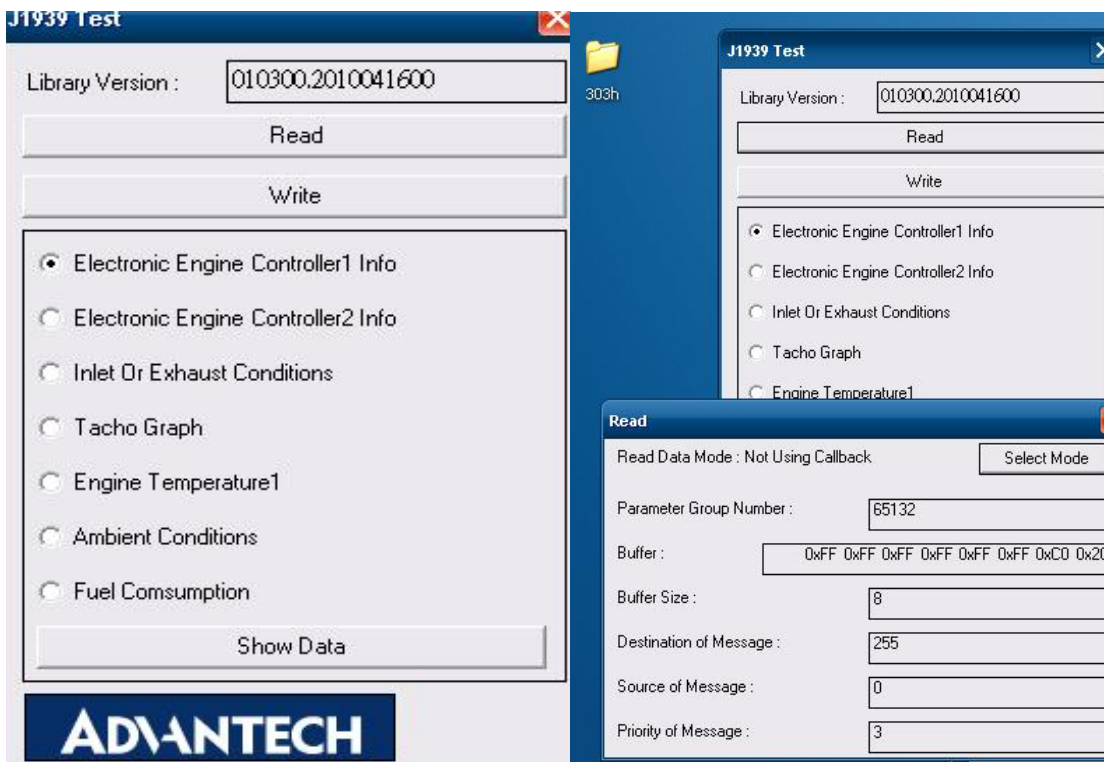 J1939 Test
Library Version : 010300.2010041600
Read
Write
Electronic Engine Controller1 Info
Electronic Engine Controller2 Info
Inlet Or Exhaust Conditions
Tacho Graph
Engine Temperature1
Ambient Conditions
Fuel Comsumption
Show Data
ADVANTECH
303h
J1939 Test
Library Version : 010300.2010041600
Read
Write
Electronic Engine Controller1 Info
Electronic Engine Controller2 Info
Inlet Or Exhaust Conditions
Tacho Graph
Engine Temperature1
Read
Read Data Mode : Not Using Callback Select Mode
Parameter Group Number : 65132
Buffer : 0xFF 0xFF 0xFF 0xFF 0xFF 0xFF 0xC0 0x20
Buffer Size : 8
Destination of Message : 255
Source of Message : 0
Priority of Message : 3